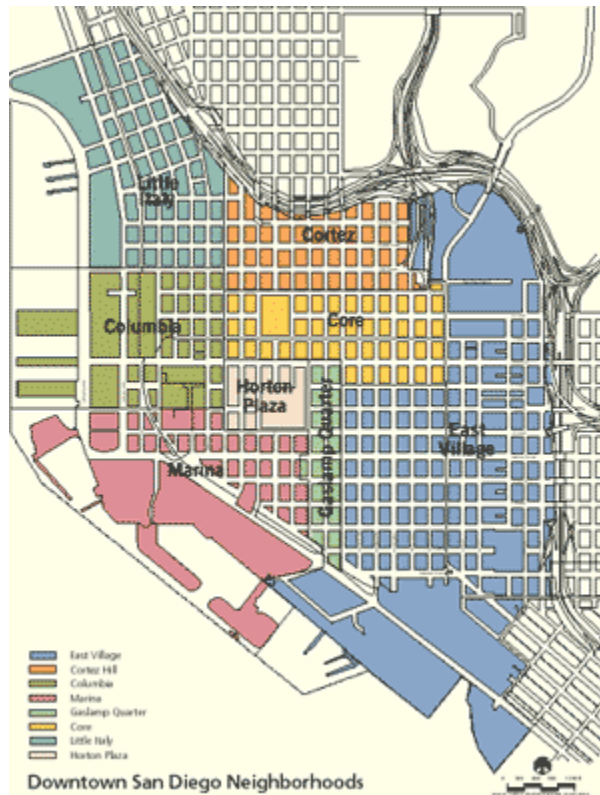 Little
Italy
Cortez
Columbia
Core
Horton
Plaza
Gaslamp Quarter
East
Village
Marina
East Village
Cortez Hill
Columbia
Marina
Gaslamp Quarter
Core
Little Italy
Horton Plaza
Downtown San Diego Neighborhoods